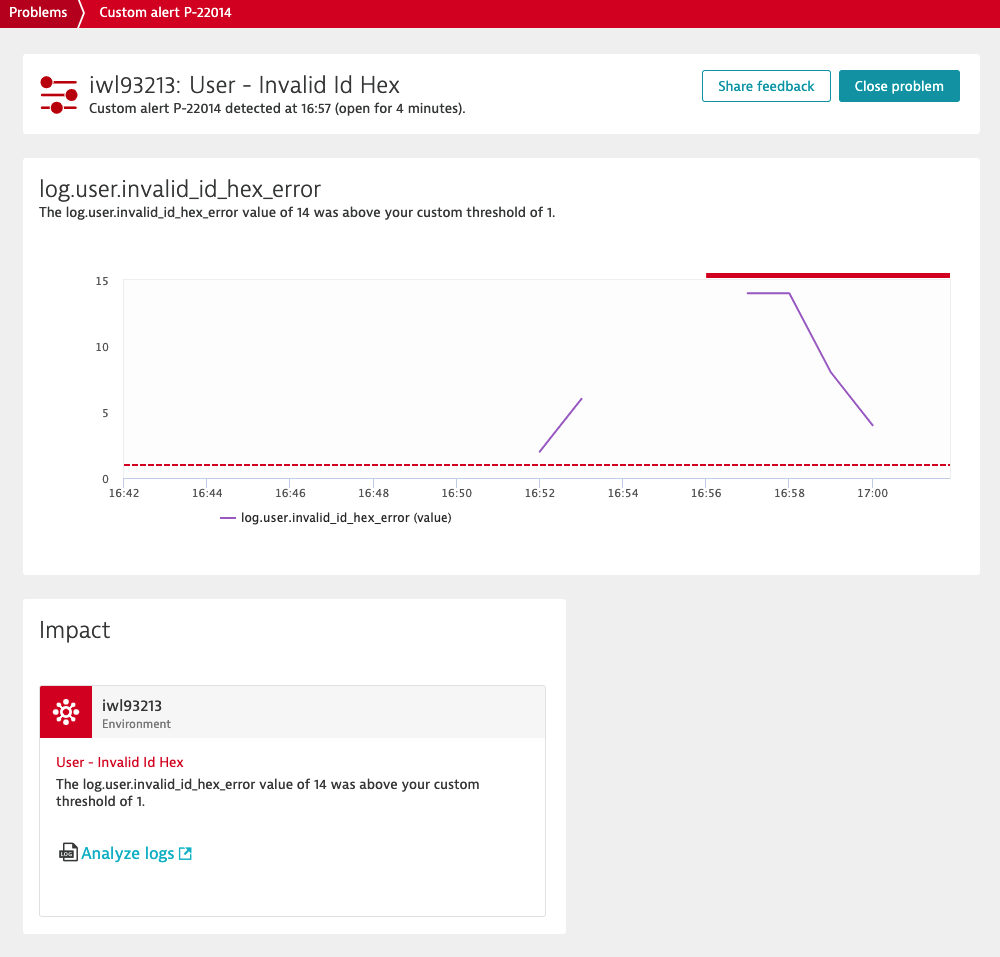 Problems
Custom alert P-22014
iwl93213: User - Invalid Id Hex
Custom alert P-22014 detected at 16:57 (open for 4 minutes).
Share feedback
Close problem
log.user.invalid_id_hex_error
The log.user.invalid_id_hex_error value of 14 was above your custom threshold of 1.
15
10
5
0
16:42 16:44 16:46 16:48 16:50 16:52 16:54 16:56 16:58 17:00
log.user.invalid_id_hex_error (value)
Impact
iwl93213
Environment
User - Invalid Id Hex
The log.user.invalid_id_hex_error value of 14 was above your custom
threshold of 1.
LOG
Analyze logs